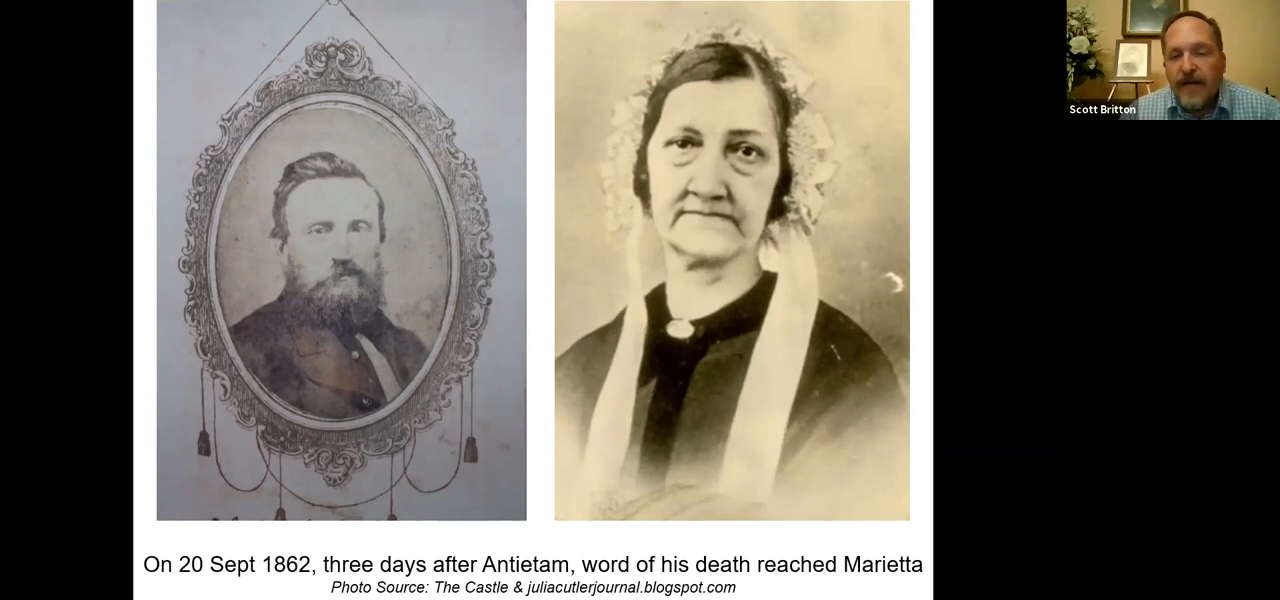 Scott Britton
On 20 Sept 1862, three days after Antietam, word of his death reached Marietta
Photo Source: The Castle & juliacutlerjournal.blogspot.com